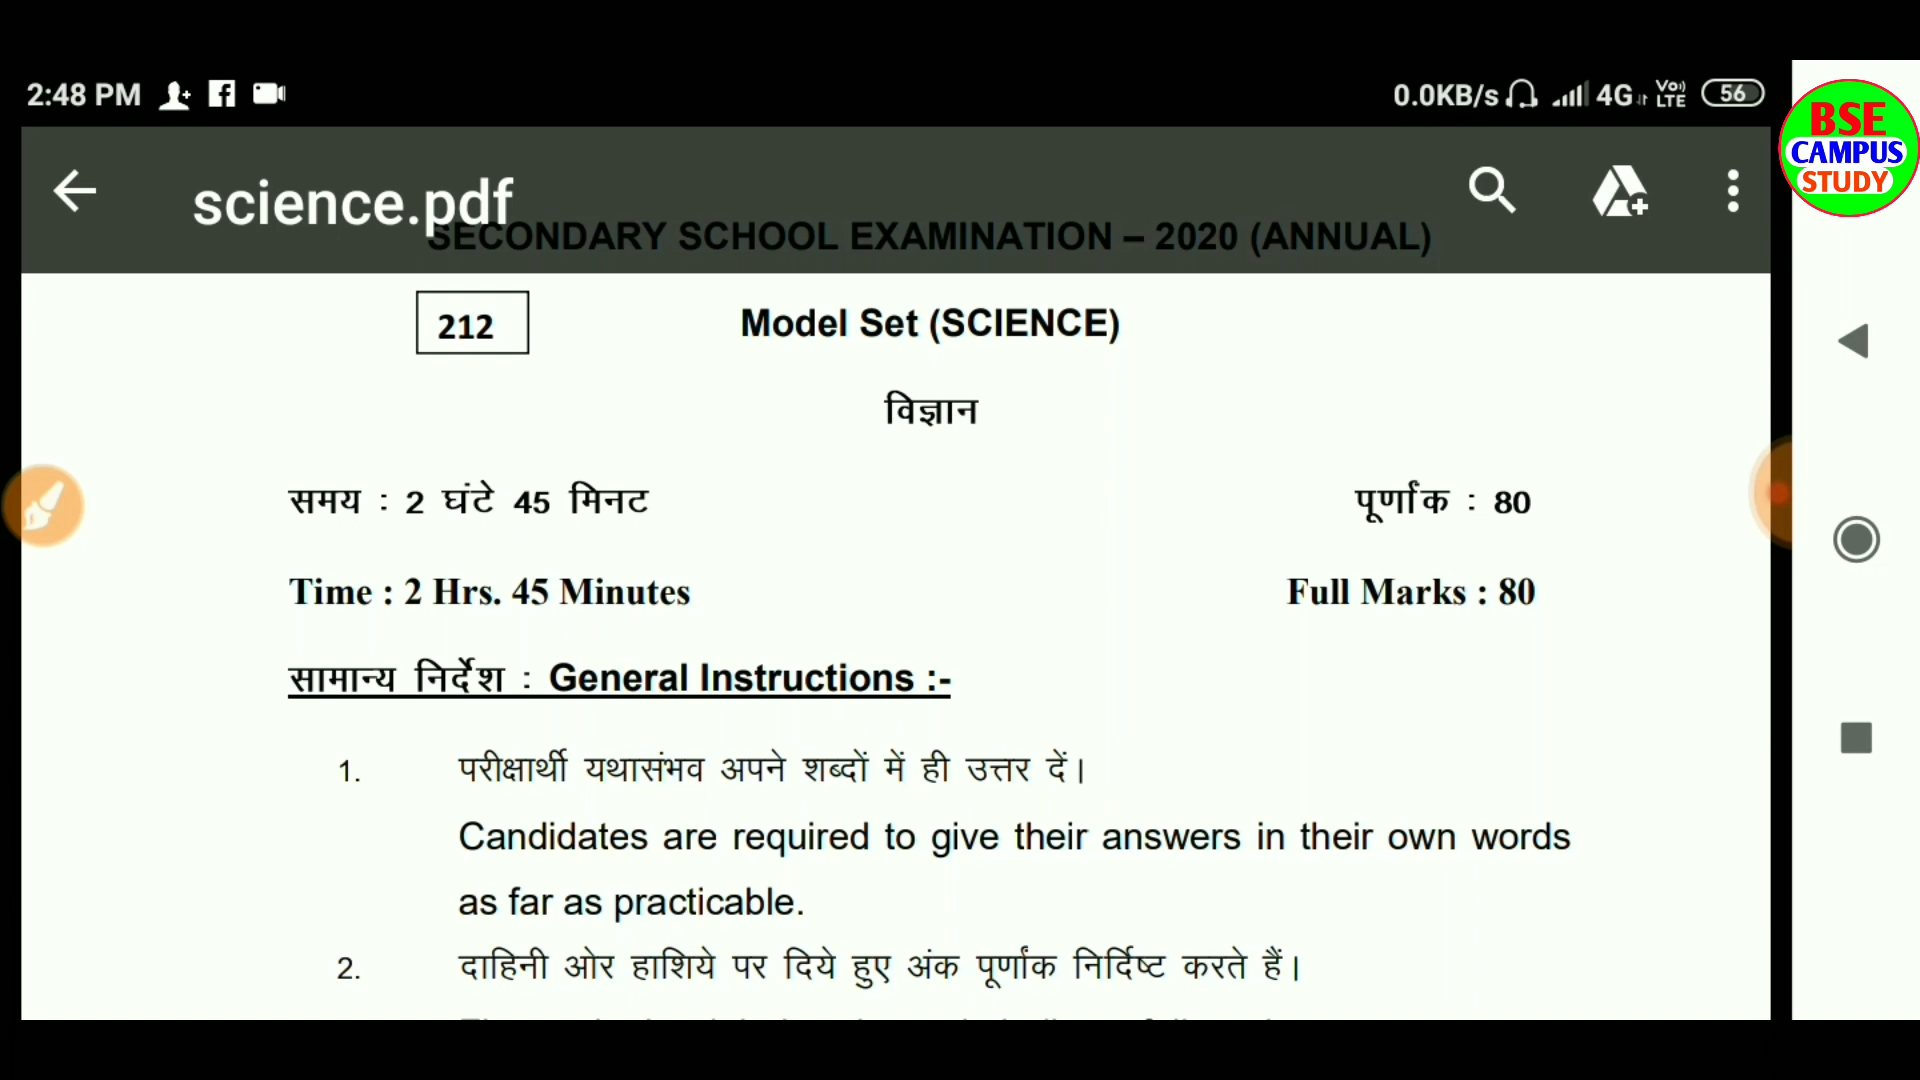 2:48 PM
0.0KB/s 4G Vo)) LTE 56
BSE
CAMPUS
STUDY
science.pdf
SECONDARY SCHOOL EXAMINATION – 2020 (ANNUAL)
212
Model Set (SCIENCE)
विज्ञान
समय : 2 घंटे 45 मिनट पूर्णांक : 80
Time : 2 Hrs. 45 Minutes Full Marks : 80
सामान्य निर्देश : General Instructions :-
1. परीक्षार्थी यथासंभव अपने शब्दों में ही उत्तर दें।
Candidates are required to give their answers in their own words
as far as practicable.
2. दाहिनी ओर हाशिये पर दिये हुए अंक पूर्णांक निर्दिष्ट करते हैं।